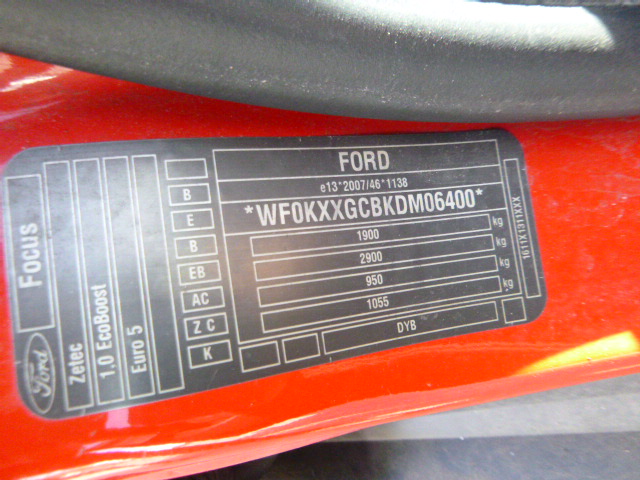 FORD
e13*2007/46*1138
*WF0KXXGCBKDM06400*
1900 kg
2900 kg
950 kg
1055 kg
DYB
1611X1311XXX
B
E
B
EB
AC
Z C
K
Focus
Zetec
1,0 EcoBoost
Euro 5
Ford